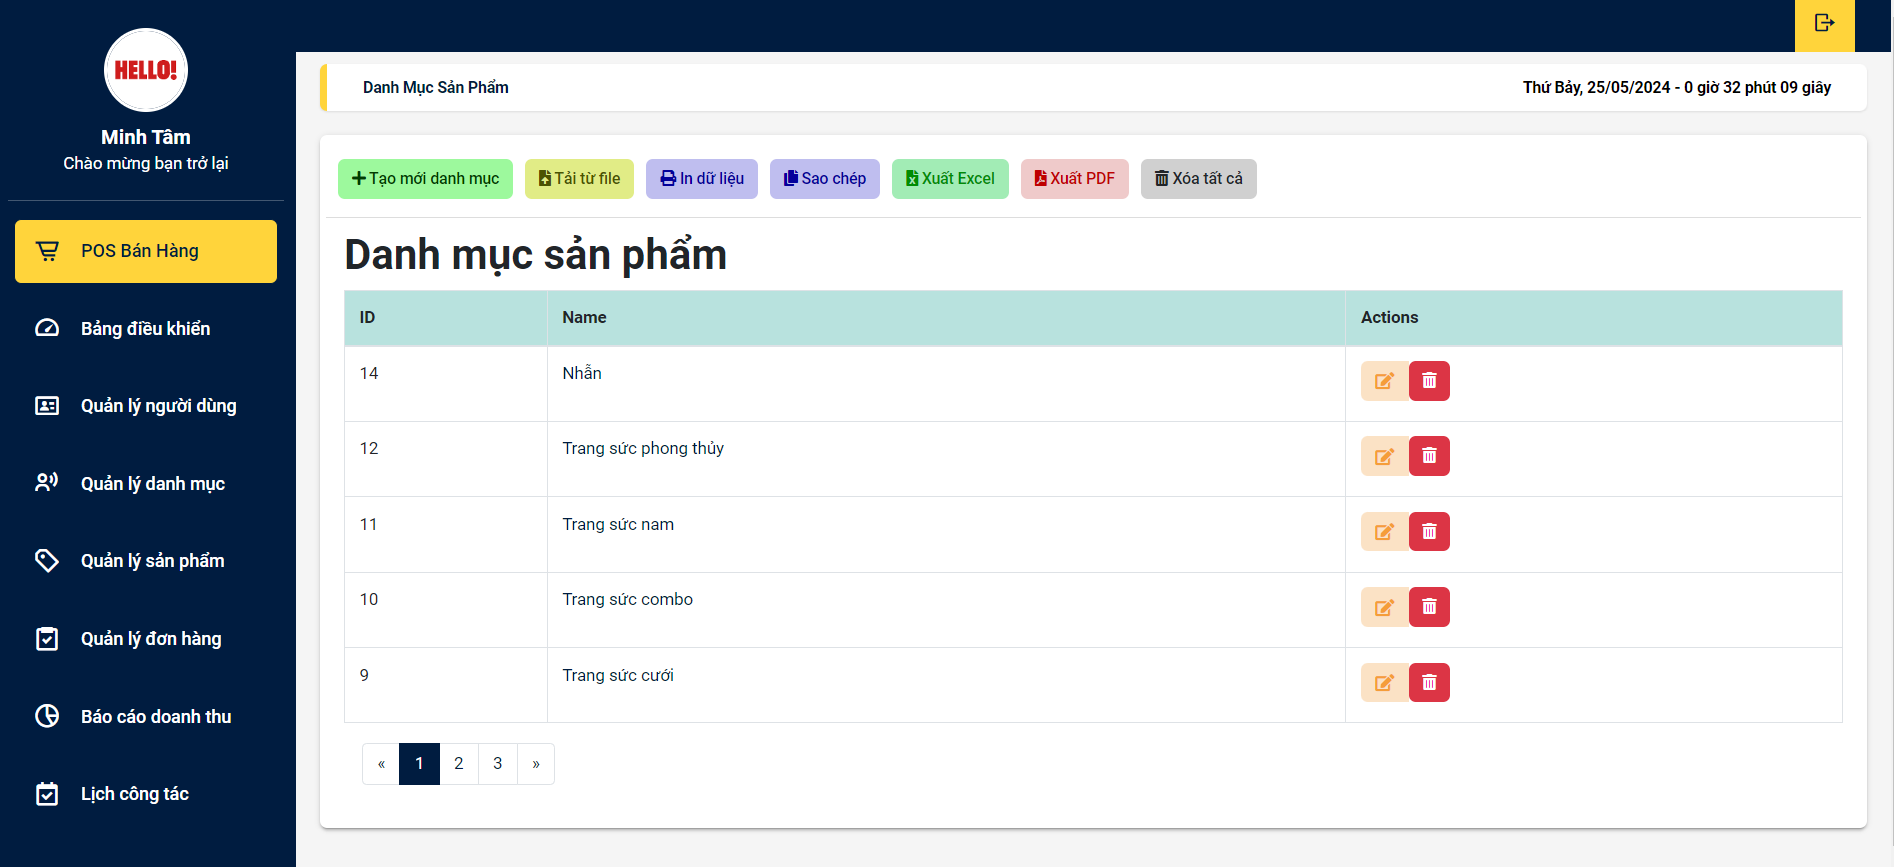 HELLO!
Minh Tâm
Chào mừng bạn trở lại
POS Bán Hàng
Bảng điều khiển
Quản lý người dùng
Quản lý danh mục
Quản lý sản phẩm
Quản lý đơn hàng
Báo cáo doanh thu
Lịch công tác
Danh Mục Sản Phẩm
Thứ Bảy, 25/05/2024 - 0 giờ 32 phút 09 giây
Tạo mới danh mục Tải từ file In dữ liệu Sao chép Xuất Excel Xuất PDF Xóa tất cả
Danh mục sản phẩm
ID Name Actions
14 Nhẫn
12 Trang sức phong thủy
11 Trang sức nam
10 Trang sức combo
9 Trang sức cưới
« 1 2 3 »